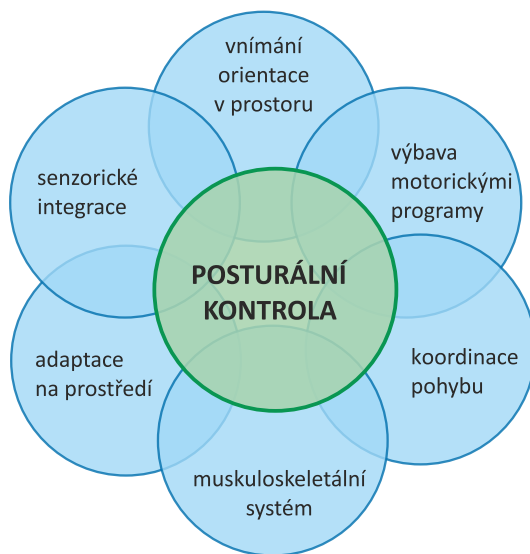 vnímání
orientace
v prostoru
výbava
motorickými
programy
senzorické
integrace
POSTURÁLNÍ
KONTROLA
adaptace
na prostředí
koordinace
pohybu
muskuloskeletální
systém